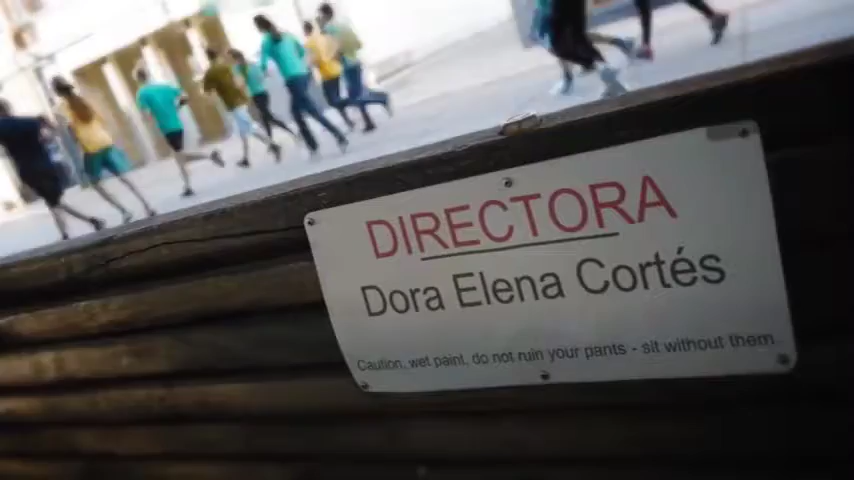 DIRECTORA
Dora Elena Cortés
Caution, wet paint, do not ruin your pants - sit without them